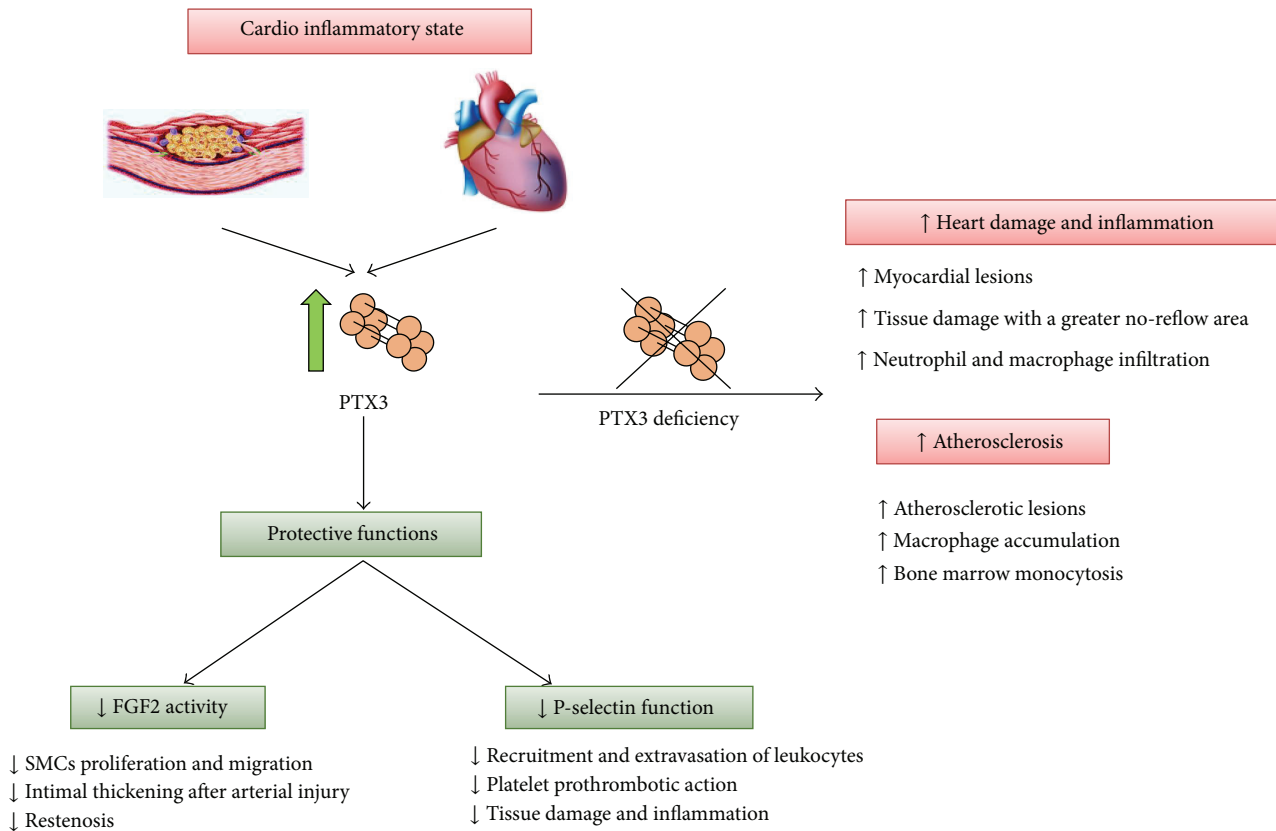 Cardio inflammatory state
PTX3
PTX3 deficiency
↑ Heart damage and inflammation
↑ Myocardial lesions
↑ Tissue damage with a greater no-reflow area
↑ Neutrophil and macrophage infiltration
↑ Atherosclerosis
↑ Atherosclerotic lesions
↑ Macrophage accumulation
↑ Bone marrow monocytosis
Protective functions
↓ FGF2 activity
↓ SMCs proliferation and migration
↓ Intimal thickening after arterial injury
↓ Restenosis
↓ P-selectin function
↓ Recruitment and extravasation of leukocytes
↓ Platelet prothrombotic action
↓ Tissue damage and inflammation